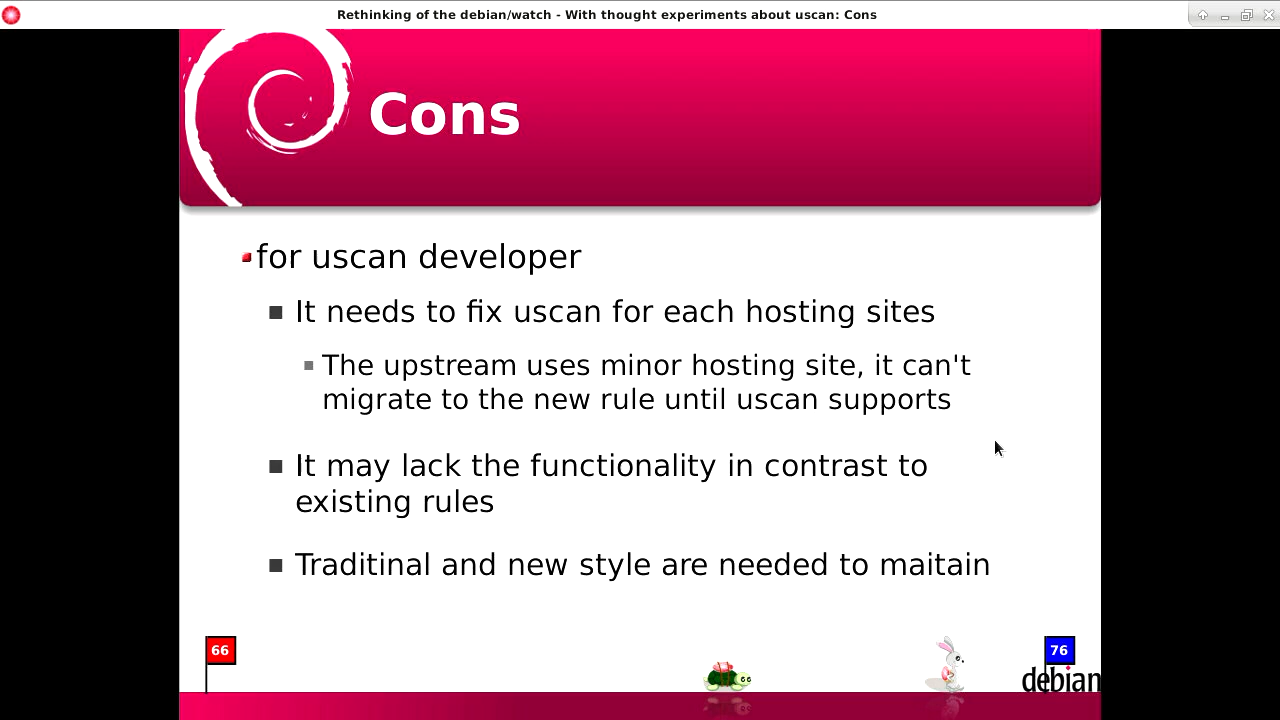 Rethinking of the debian/watch - With thought experiments about uscan: Cons
Cons
for uscan developer
It needs to fix uscan for each hosting sites
The upstream uses minor hosting site, it can't
migrate to the new rule until uscan supports
It may lack the functionality in contrast to
existing rules
Traditinal and new style are needed to maitain
66
76
debian